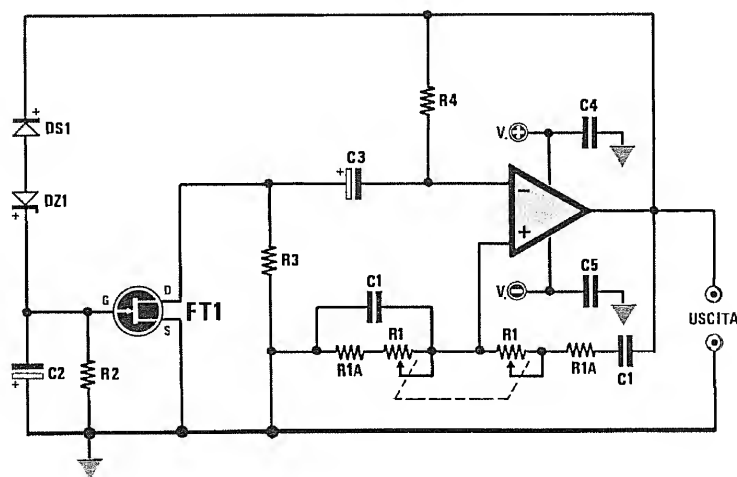 R4
C4
V.
DS1
C3
DZ1
R3
C1
V.
C5
G
D
S
FT1
R1
R1
USCITA
C2
R2
R1A
R1A
C1